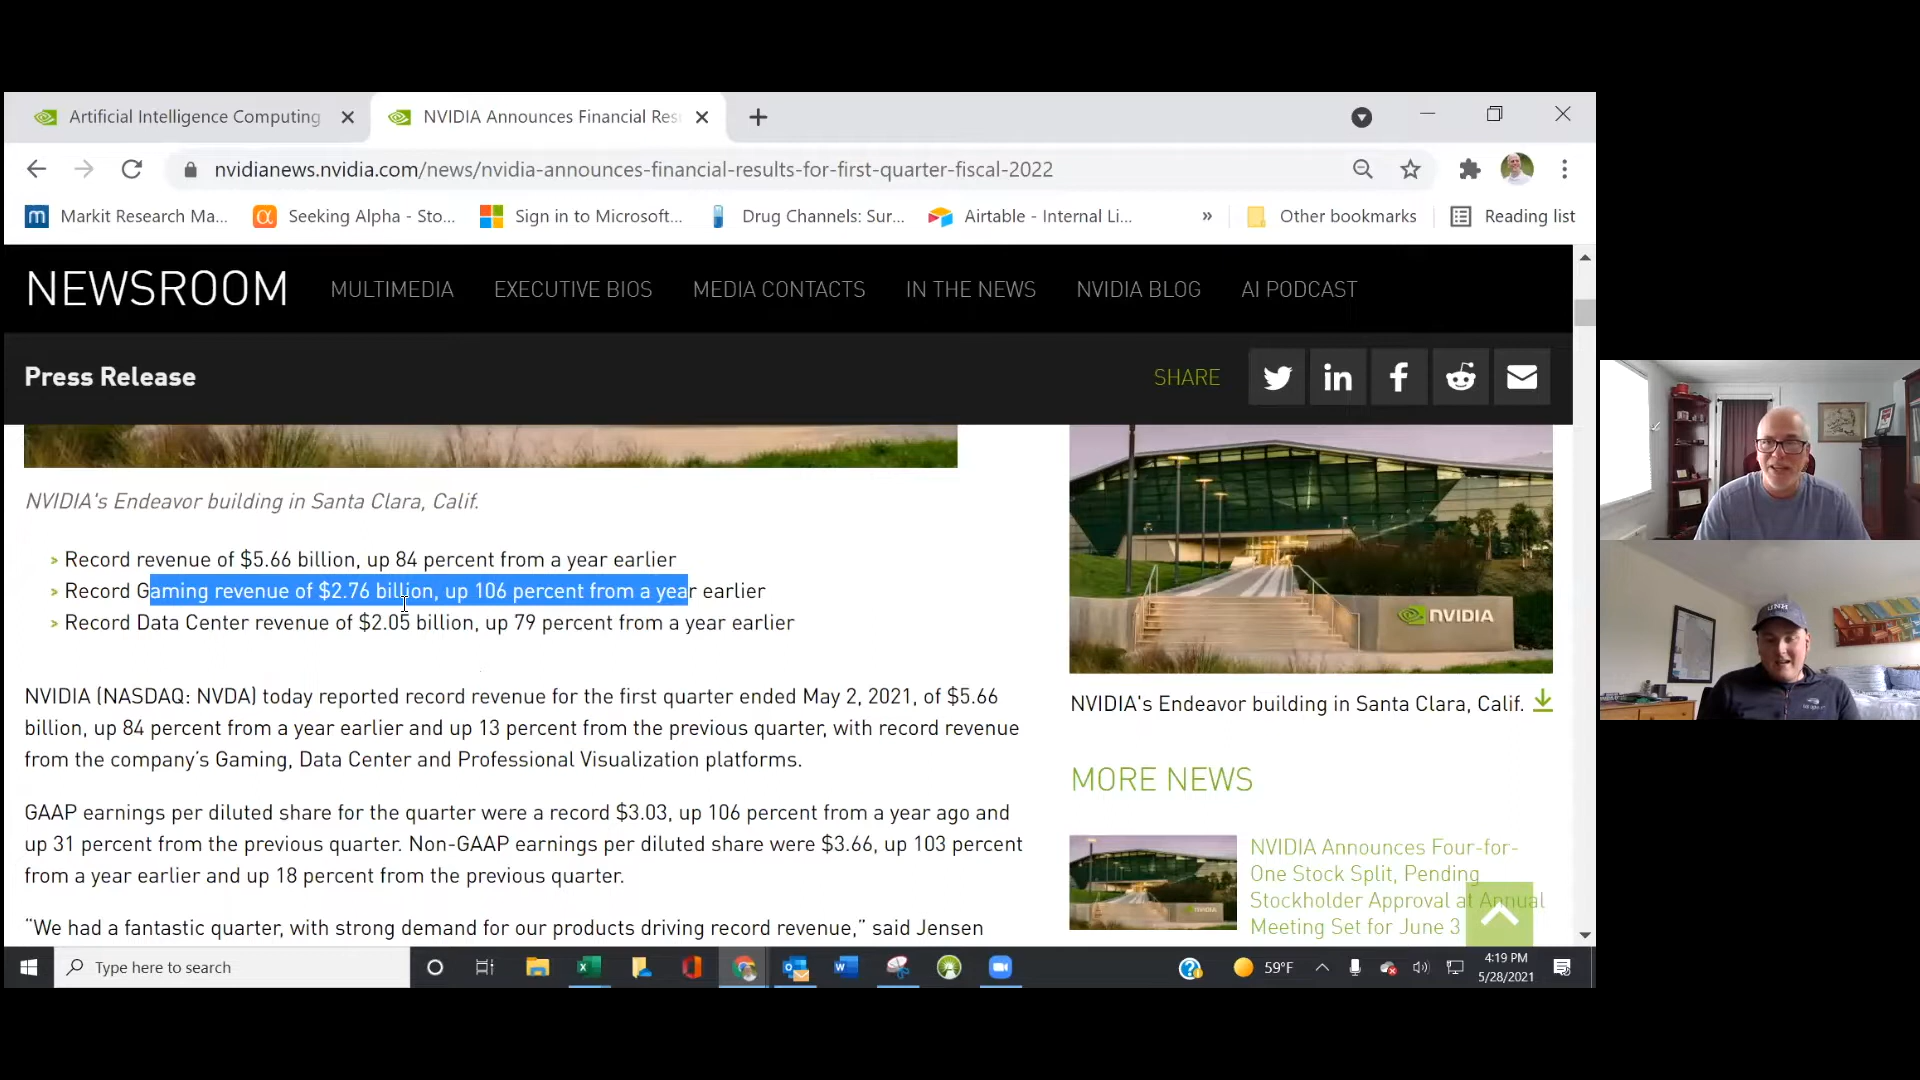 Artificial Intelligence Computing
NVIDIA Announces Financial Res
nvidianews.nvidia.com/news/nvidia-announces-financial-results-for-first-quarter-fiscal-2022
m Markit Research Ma...
α Seeking Alpha - Sto...
Sign in to Microsoft...
Drug Channels: Sur...
Airtable - Internal Li...
»
Other bookmarks
Reading list
NEWSROOM
MULTIMEDIA
EXECUTIVE BIOS
MEDIA CONTACTS
IN THE NEWS
NVIDIA BLOG
AI PODCAST
Press Release
SHARE
NVIDIA's Endeavor building in Santa Clara, Calif.
> Record revenue of $5.66 billion, up 84 percent from a year earlier
> Record Gaming revenue of $2.76 billion, up 106 percent from a year earlier
> Record Data Center revenue of $2.05 billion, up 79 percent from a year earlier
NVIDIA (NASDAQ: NVDA) today reported record revenue for the first quarter ended May 2, 2021, of $5.66
billion, up 84 percent from a year earlier and up 13 percent from the previous quarter, with record revenue
from the company’s Gaming, Data Center and Professional Visualization platforms.
GAAP earnings per diluted share for the quarter were a record $3.03, up 106 percent from a year ago and
up 31 percent from the previous quarter. Non-GAAP earnings per diluted share were $3.66, up 103 percent
from a year earlier and up 18 percent from the previous quarter.
“We had a fantastic quarter, with strong demand for our products driving record revenue,” said Jensen
NVIDIA
NVIDIA's Endeavor building in Santa Clara, Calif.
MORE NEWS
NVIDIA Announces Four-for-
One Stock Split, Pending
Stockholder Approval at Annual
Meeting Set for June 3
UNH
Type here to search
59°F
4:19 PM
5/28/2021